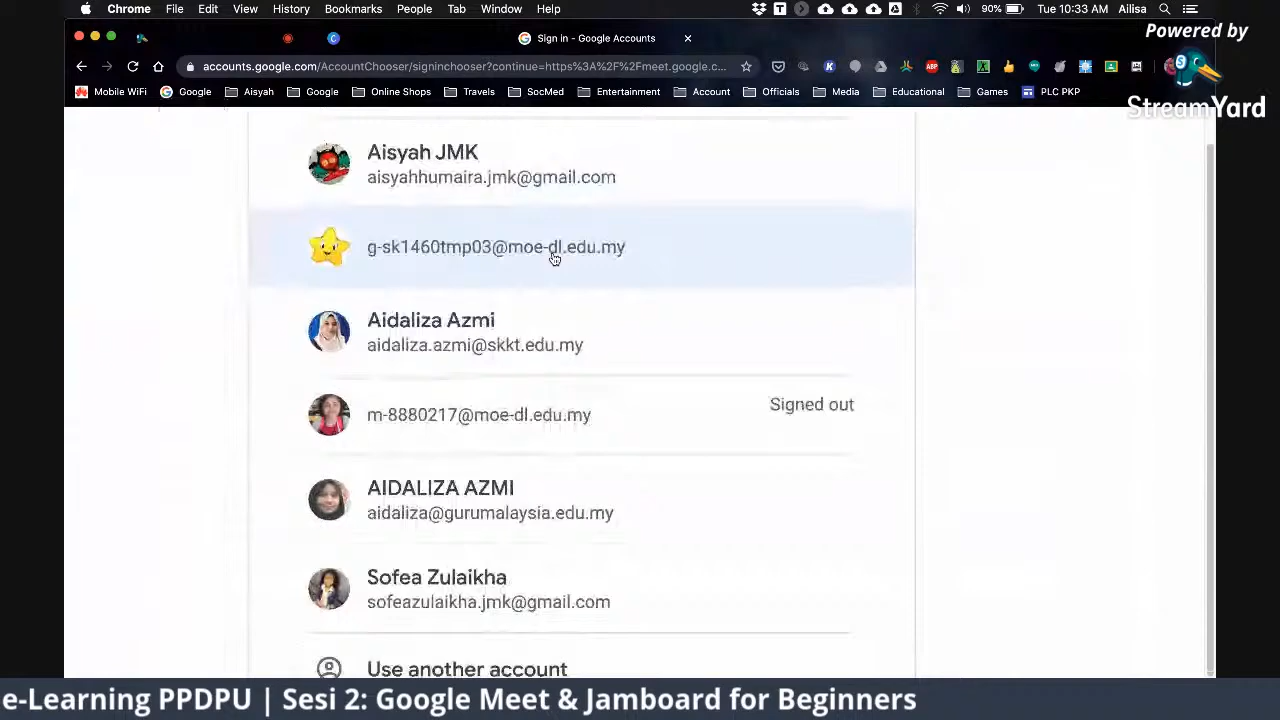 Chrome File Edit View History Bookmarks People Tab Window Help 90% Tue 10:33 AM Ailisa
Powered by
Sign in - Google Accounts
accounts.google.com/AccountChooser/signinchooser?continue=https%3A%2F%2Fmeet.google.c...
Mobile WiFi Google Aisyah Google Online Shops Travels SocMed Entertainment Account Officials Media Educational Games PLC PKP
StreamYard
Aisyah JMK
aisyahhumaira.jmk@gmail.com
g-sk1460tmp03@moe-dl.edu.my
Aidaliza Azmi
aidaliza.azmi@skkt.edu.my
m-8880217@moe-dl.edu.my
Signed out
AIDALIZA AZMI
aidaliza@gurumalaysia.edu.my
Sofea Zulaikha
sofeazulaikha.jmk@gmail.com
Use another account
e-Learning PPDPU | Sesi 2: Google Meet & Jamboard for Beginners